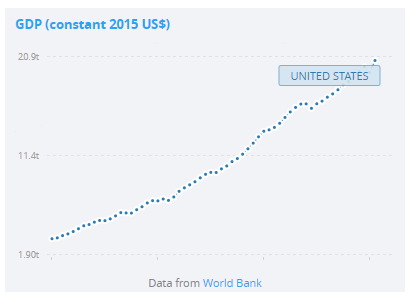 GDP (constant 2015 US$)
20.9t
UNITED STATES
11.4t
1.90t
Data from World Bank